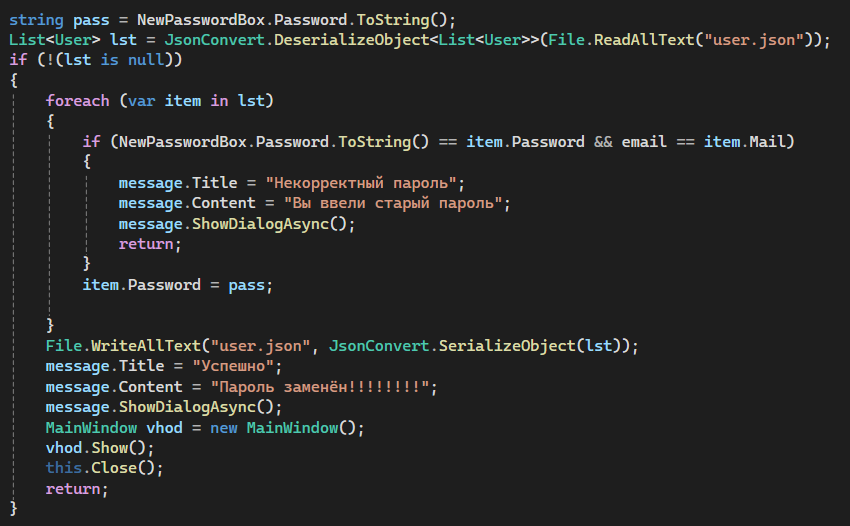 string pass = NewPasswordBox.Password.ToString();
List<User> lst = JsonConvert.DeserializeObject<List<User>>(File.ReadAllText("user.json"));
if (!(lst is null))
{
    foreach (var item in lst)
    {
        if (NewPasswordBox.Password.ToString() == item.Password && email == item.Mail)
        {
            message.Title = "Некорректный пароль";
            message.Content = "Вы ввели старый пароль";
            message.ShowDialogAsync();
            return;
        }
        item.Password = pass;

    }
    File.WriteAllText("user.json", JsonConvert.SerializeObject(lst));
    message.Title = "Успешно";
    message.Content = "Пароль заменён!!!!!!!!";
    message.ShowDialogAsync();
    MainWindow vhod = new MainWindow();
    vhod.Show();
    this.Close();
    return;
}